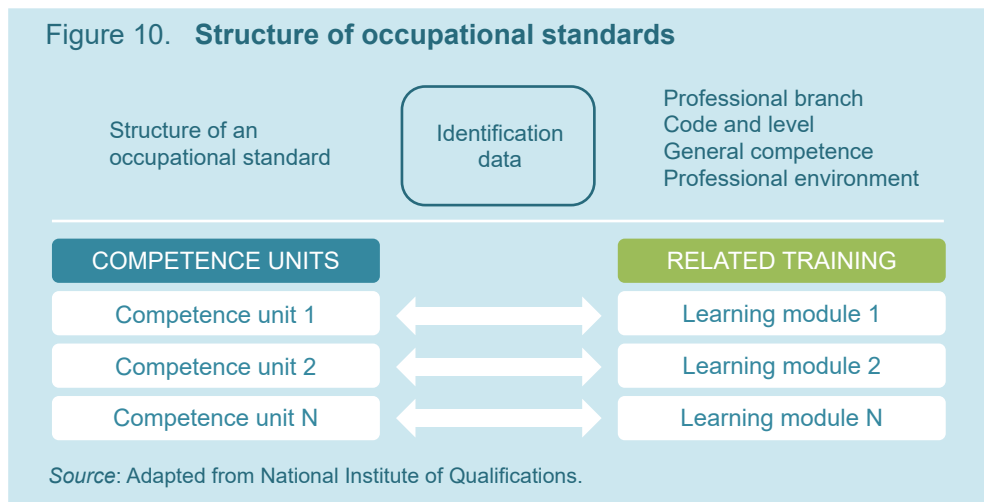 Figure 10. Structure of occupational standards
Structure of an
occupational standard
Identification
data
Professional branch
Code and level
General competence
Professional environment
COMPETENCE UNITS
RELATED TRAINING
Competence unit 1
Learning module 1
Competence unit 2
Learning module 2
Competence unit N
Learning module N
Source: Adapted from National Institute of Qualifications.